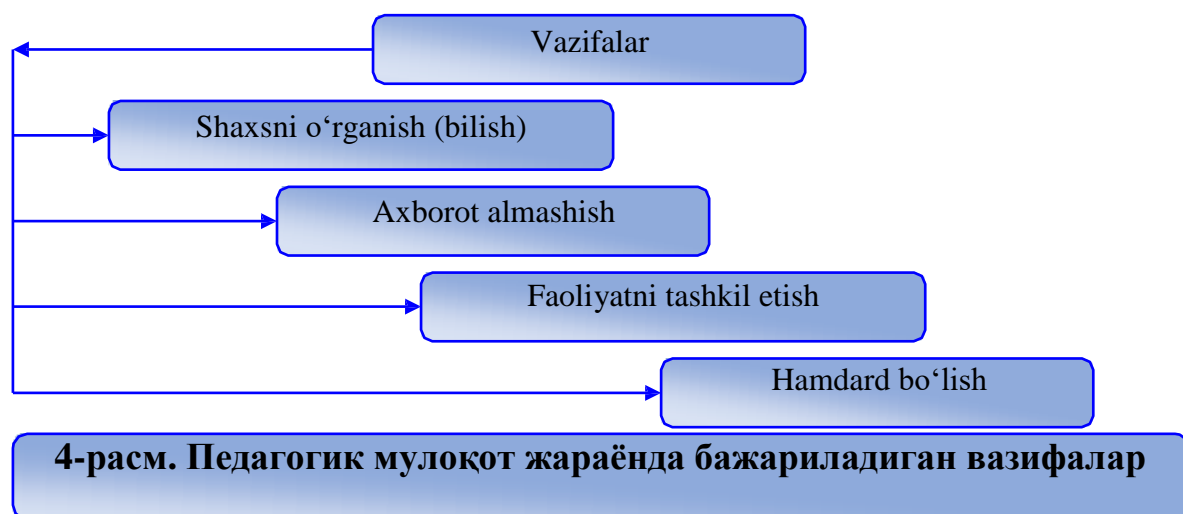 Vazifalar
Shaxsni o‘rganish (bilish)
Axborot almashish
Faoliyatni tashkil etish
Hamdard bo‘lish
4-расм. Педагогик мулоқот жараёнда бажариладиган вазифалар